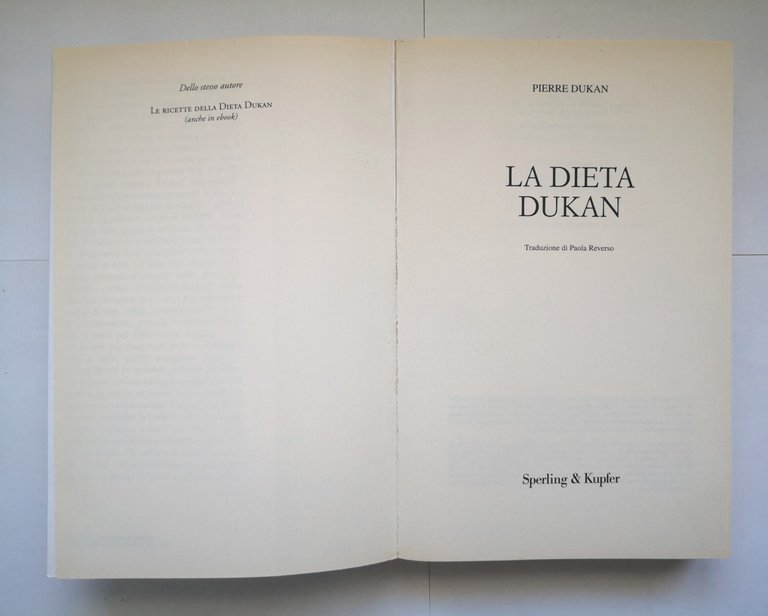 Dello stesso autore
LE RICETTE DELLA DIETA DUKAN
(anche in ebook)
PIERRE DUKAN
LA DIETA
DUKAN
Traduzione di Paola Reverso
Sperling & Kupfer